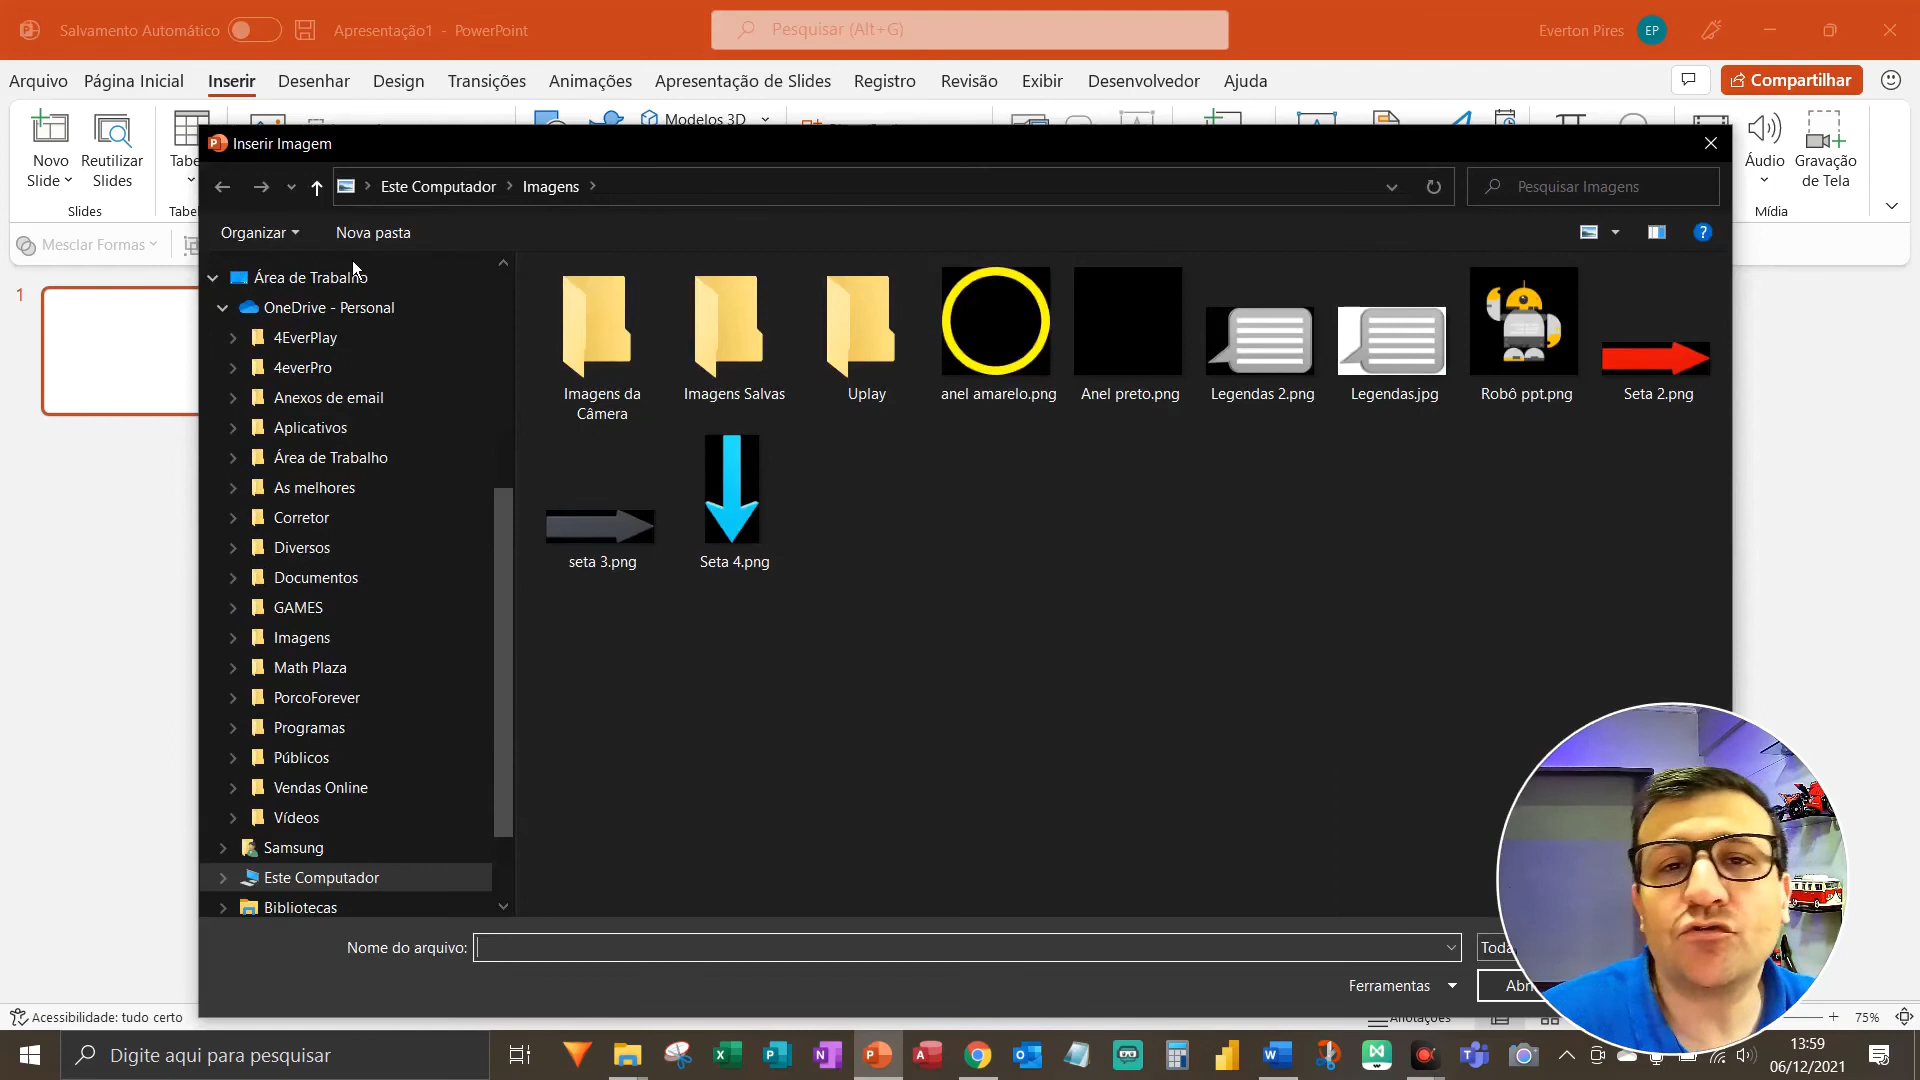 Salvamento Automático
Apresentação1 - PowerPoint
Pesquisar (Alt+G)
Everton Pires
EP
Arquivo
Página Inicial
Inserir
Desenhar
Design
Transições
Animações
Apresentação de Slides
Registro
Revisão
Exibir
Desenvolvedor
Ajuda
Compartilhar
Novo
Slide
Reutilizar
Slides
Tabe
Modelos 3D
Áudio
Gravação
de Tela
Slides
Tabel
Mídia
Mesclar Formas
1
Inserir Imagem
Este Computador
Imagens
Pesquisar Imagens
Organizar
Nova pasta
Área de Trabalho
OneDrive - Personal
4EverPlay
4everPro
Anexos de email
Aplicativos
Área de Trabalho
As melhores
Corretor
Diversos
Documentos
GAMES
Imagens
Math Plaza
PorcoForever
Programas
Públicos
Vendas Online
Vídeos
Samsung
Este Computador
Bibliotecas
Imagens da
Câmera
Imagens Salvas
Uplay
anel amarelo.png
Anel preto.png
Legendas 2.png
Legendas.jpg
Robô ppt.png
Seta 2.png
seta 3.png
Seta 4.png
Nome do arquivo:
Toda
Ferramentas
Abri
Acessibilidade: tudo certo
Anotações
75%
Digite aqui para pesquisar
13:59
06/12/2021